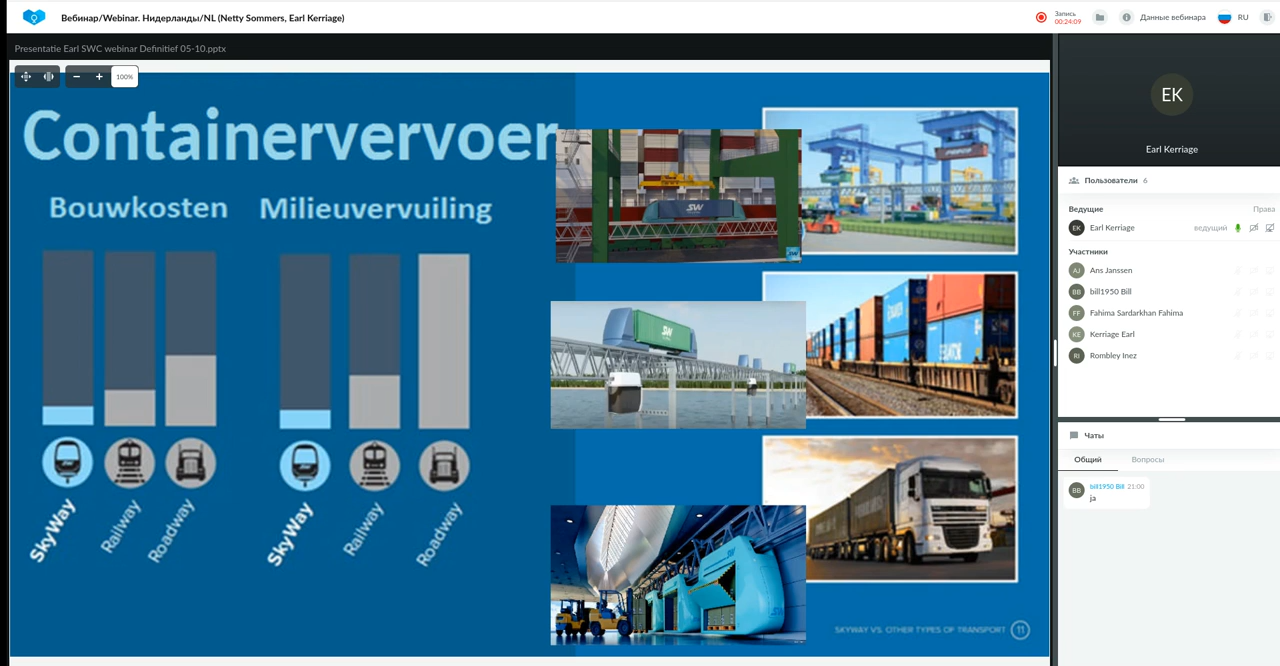 Вебинар/Webinar. Нидерланды/NL (Netty Sommers, Earl Kerriage)
Запись
00:24:09
Данные вебинара
RU
Presentatie Earl SWC webinar Definitief 05-10.pptx
100%
Containervervoer
Bouwkosten
Milieuvervuiling
SkyWay
Railway
Roadway
SkyWay
Railway
Roadway
SW
SW
SW
SKYWAY VS. OTHER TYPES OF TRANSPORT 11
EK
Earl Kerriage
Пользователи 6
Ведущие
Права
EK Earl Kerriage ведущий
Участники
AJ Ans Janssen
BB bill1950 Bill
FF Fahima Sardarkhan Fahima
KE Kerriage Earl
RI Rombley Inez
Чаты
Общий
Вопросы
BB bill1950 Bill 21:00
ja